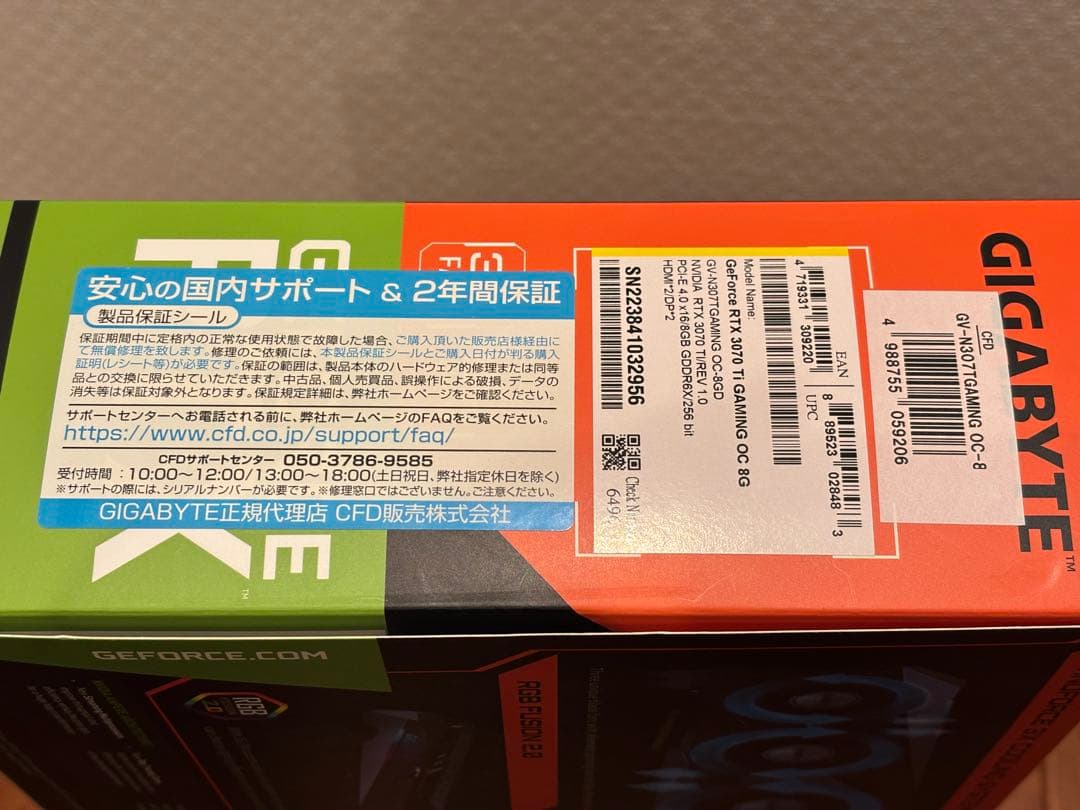 安心の国内サポート & 2年間保証
製品保証シール
保証期間中に定格内の正常な使用状態で故障した場合、ご購入頂いた販売店様経由に
て無償修理を致します。修理のご依頼には、本製品保証シールとご購入日付が判る購入
証明(レシート等)が必要です。保証の範囲は、製品本体のハードウェア的修理または同等
品との交換に限らせていただきます。中古品、個人売買品、誤操作による破損、データの
消失等は保証対象外となります。保証規定詳細は、弊社ホームページをご確認ください。
サポートセンターへお電話される前に、弊社ホームページのFAQをご覧ください。
https://www.cfd.co.jp/support/faq/
CFDサポートセンター 050-3786-9585
受付時間：10:00～12:00/13:00～18:00(土日祝日、弊社指定休日を除く)
※サポートの際には、シリアルナンバーが必要です。※修理窓口ではございません。ご注意ください。
GIGABYTE正規代理店 CFD販売株式会社
Model Name:
GeForce RTX 3070 Ti GAMING OC 8G
GV-N307TGAMING OC-8GD
NVIDIA RTX 3070 TI/REV 1.0
PCI-E 4.0 x16/8GB GDDR6X/256 bit
HDMI*2/DP*2
SN223841032956
4 719331 309220
EAN
UPC
8 89523 02848 3
CFD
GV-N307TGAMING OC-8
4 988755 059206
GIGABYTE™
GEFORCE.COM
RGB
2.0
RGB FUSION 2.0